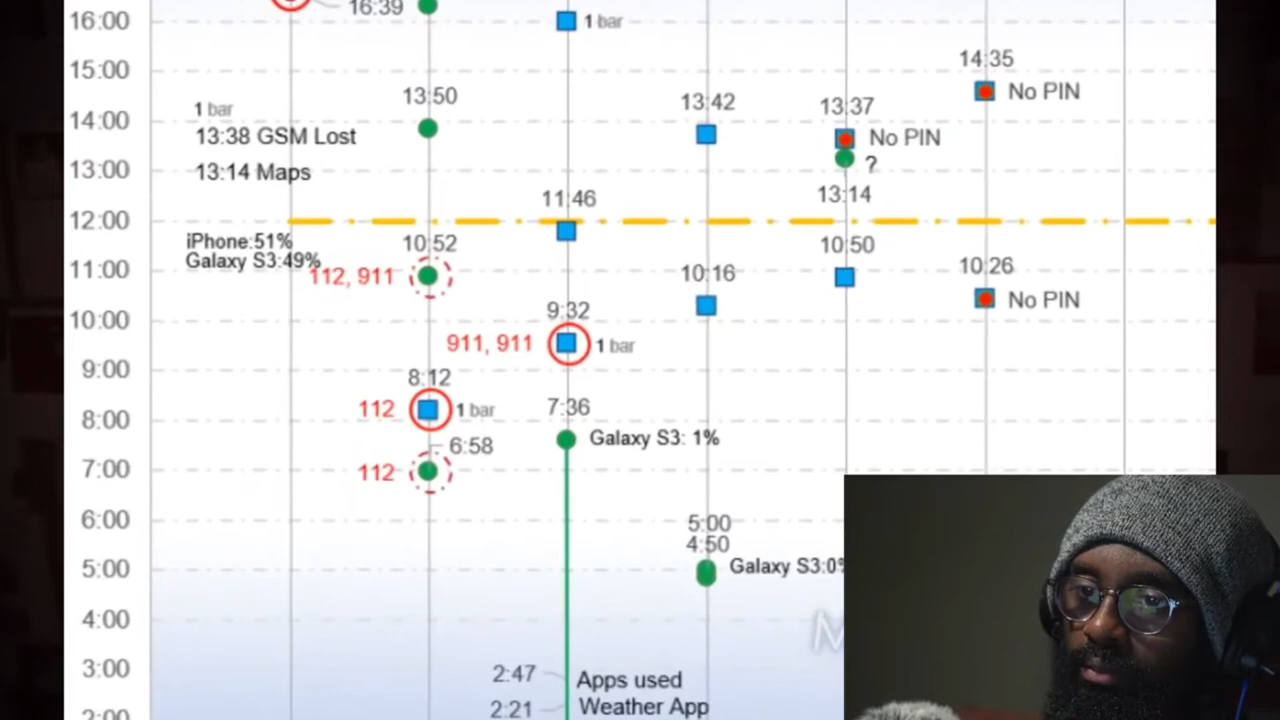 16:39
16:00
1 bar
15:00
14:35
No PIN
13:50
13:42
13:37
1 bar
14:00
13:38 GSM Lost
No PIN
?
13:00
13:14 Maps
13:14
11:46
12:00
iPhone:51%
Galaxy S3:49%
10:52
10:50
11:00
112, 911
10:16
10:26
No PIN
10:00
9:32
911, 911
1 bar
9:00
8:12
8:00
112
1 bar
7:36
Galaxy S3: 1%
6:58
7:00
112
6:00
5:00
4:50
5:00
Galaxy S3:0%
4:00
3:00
2:47
Apps used
2:00
2:21
Weather App